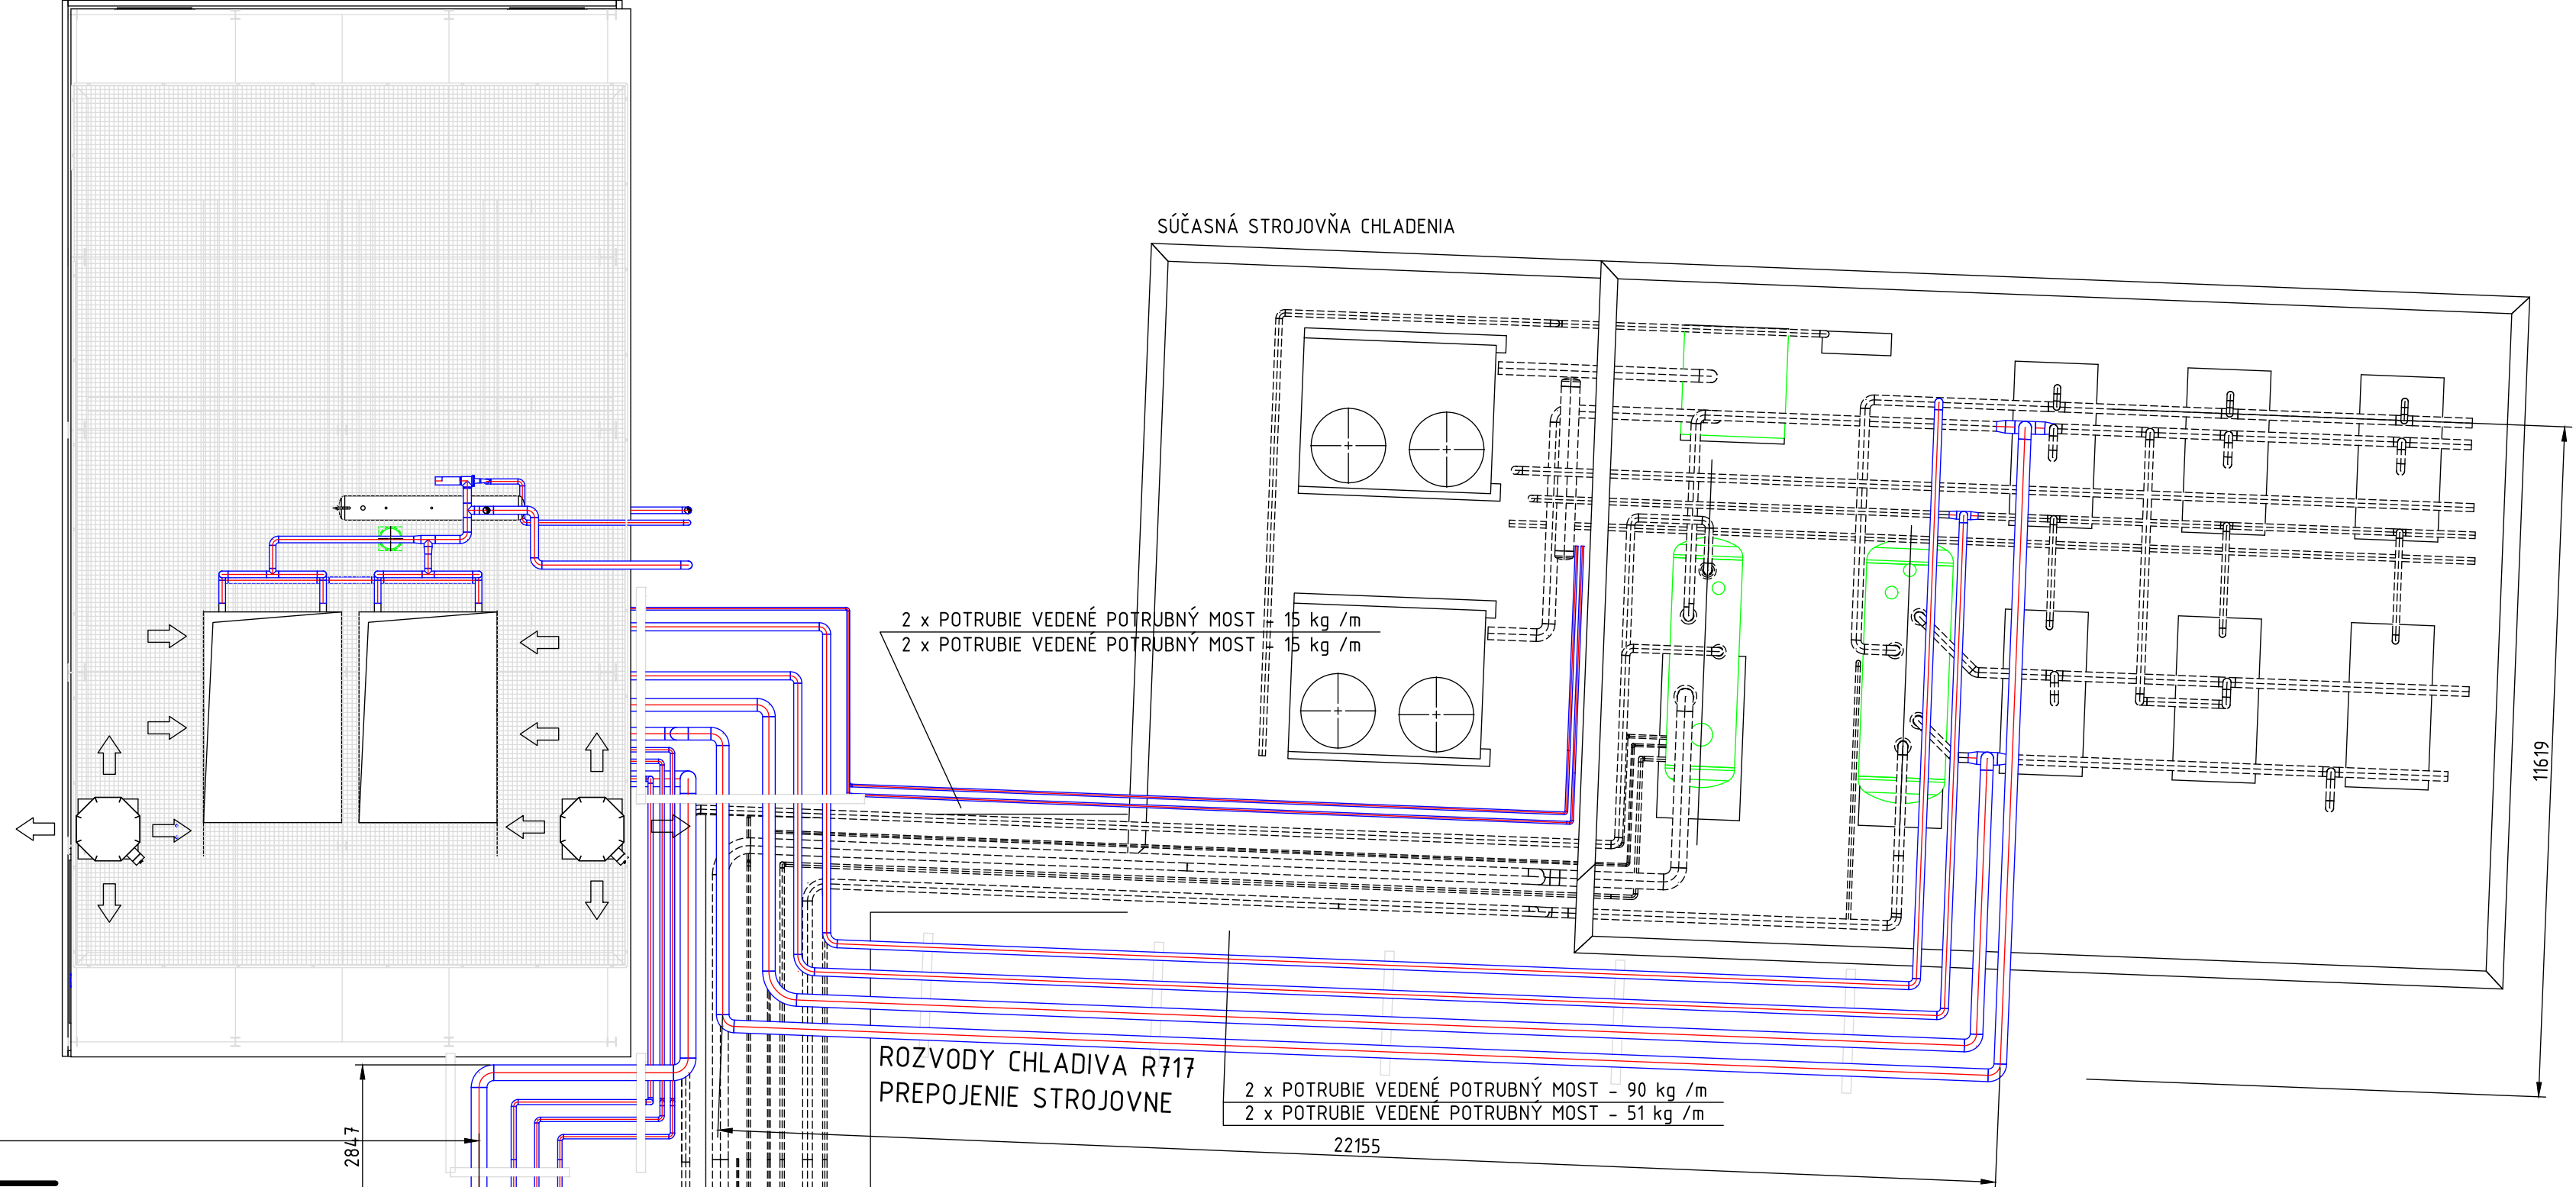 SÚČASNÁ STROJOVŇA CHLADENIA
2 x POTRUBIE VEDENÉ POTRUBNÝ MOST - 15 kg /m
2 x POTRUBIE VEDENÉ POTRUBNÝ MOST - 15 kg /m
11619
ROZVODY CHLADIVA R717
PREPOJENIE STROJOVNE
2 x POTRUBIE VEDENÉ POTRUBNÝ MOST - 90 kg /m
2 x POTRUBIE VEDENÉ POTRUBNÝ MOST - 51 kg /m
2847
22155